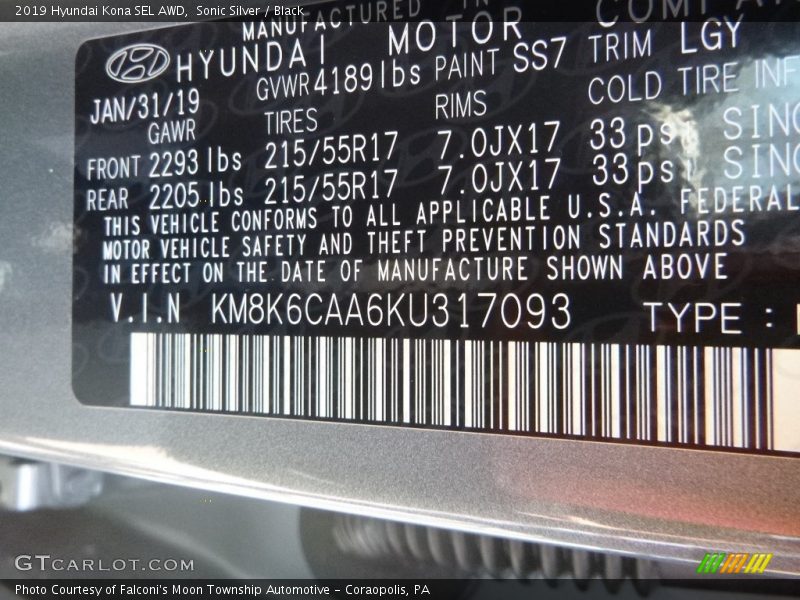 2019 Hyundai Kona SEL AWD, Sonic Silver / Black
MANUFACTURED
HYUNDAI MOTOR
JAN/31/19 GVWR 4189 lbs PAINT SS7 TRIM LGY
GAWR TIRES RIMS COLD TIRE INF
FRONT 2293 lbs 215/55R17 7.0JX17 33 psi SING
REAR 2205 lbs 215/55R17 7.0JX17 33 psi SING
THIS VEHICLE CONFORMS TO ALL APPLICABLE U.S.A. FEDERAL
MOTOR VEHICLE SAFETY AND THEFT PREVENTION STANDARDS
IN EFFECT ON THE DATE OF MANUFACTURE SHOWN ABOVE
V.I.N KM8K6CAA6KU317093 TYPE :
GTCARLOT.COM
Photo Courtesy of Falconi's Moon Township Automotive - Coraopolis, PA